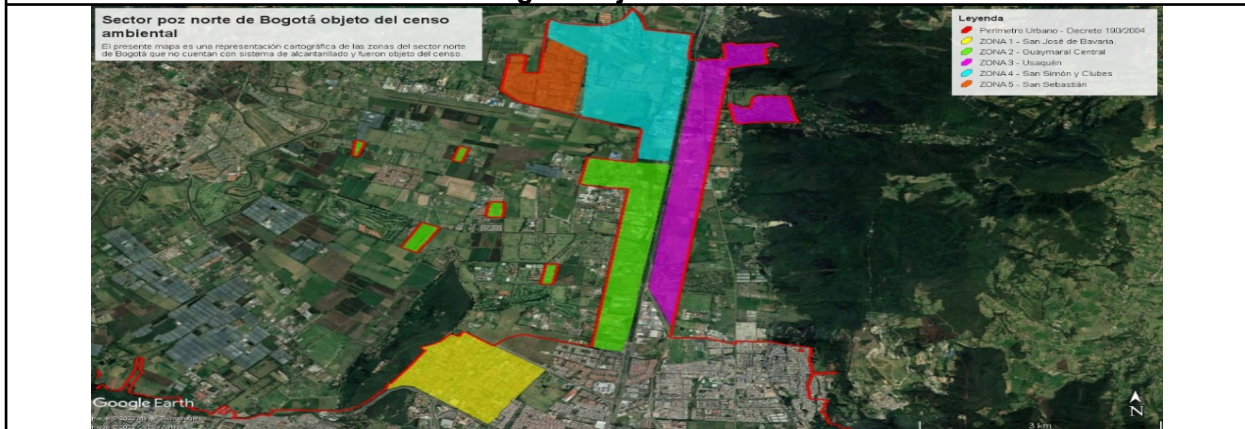 Sector poz norte de Bogotá objeto del censo
ambiental
El presente mapa es una representación cartográfica de las zonas del sector norte
de Bogotá que no cuentan con sistema de alcantarillado y fueron objeto del censo.
Leyenda
Perímetro Urbano - Decreto 190/2004
ZONA 1 - San José de Bavaria.
ZONA 2 - Guaymaral Central
ZONA 3 - Usaquén
ZONA 4 - San Simón y Clubes
ZONA 5 - San Sebastián
Google Earth
N
3 km